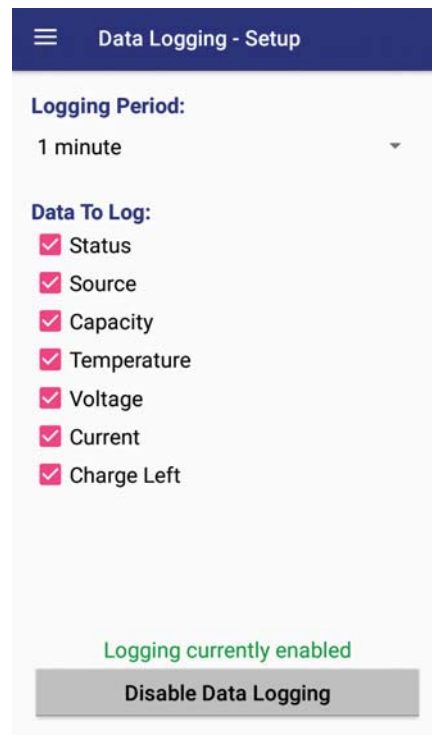 Data Logging - Setup
Logging Period:
1 minute
Data To Log:
Status
Source
Capacity
Temperature
Voltage
Current
Charge Left
Logging currently enabled
Disable Data Logging